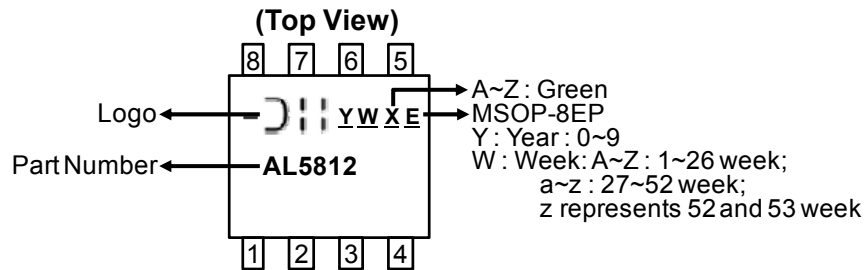 (Top View)
8 7 6 5
Logo
Y W X E
A~Z : Green
MSOP-8EP
Y : Year : 0~9
W : Week: A~Z : 1~26 week;
a~z : 27~52 week;
z represents 52 and 53 week
Part Number
AL5812
1 2 3 4